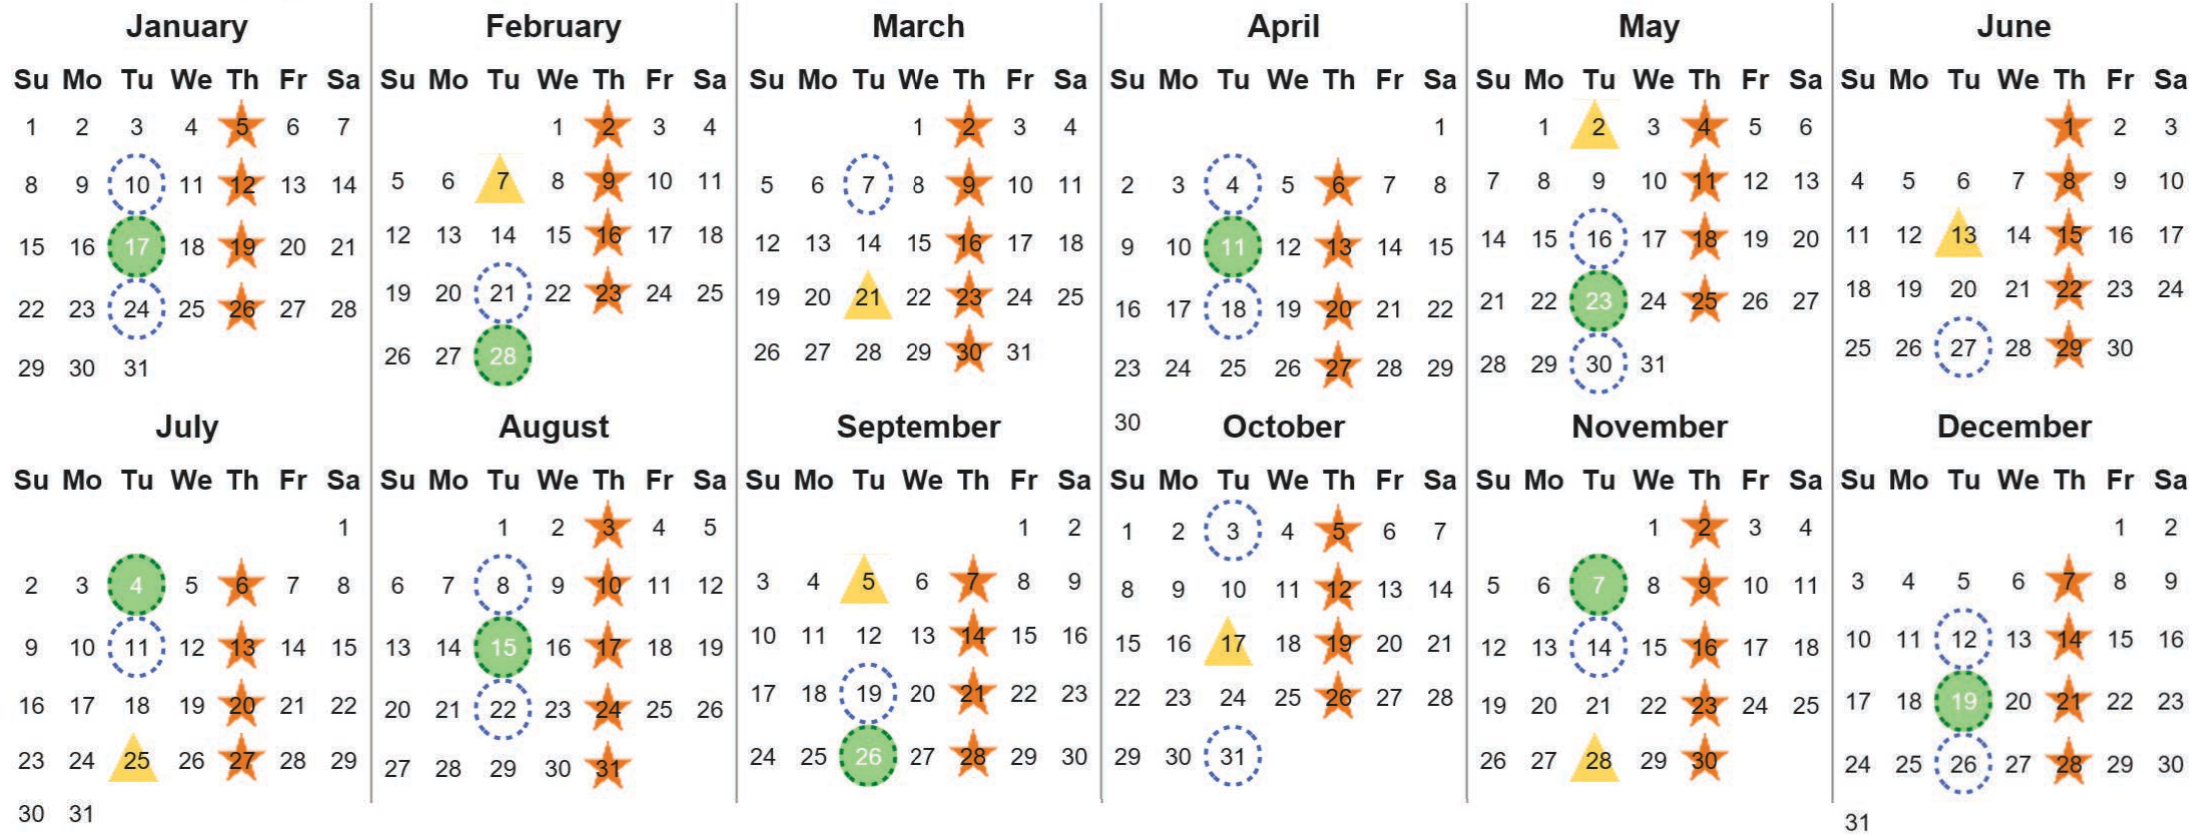 January February March April May June
Su Mo Tu We Th Fr Sa Su Mo Tu We Th Fr Sa Su Mo Tu We Th Fr Sa Su Mo Tu We Th Fr Sa Su Mo Tu We Th Fr Sa Su Mo Tu We Th Fr Sa
1 2 3 4 5 6 7 1 2 3 4 1 2 3 4 1 1 2 3 4 5 6 1 2 3
8 9 10 11 12 13 14 5 6 7 8 9 10 11 5 6 7 8 9 10 11 2 3 4 5 6 7 8 7 8 9 10 11 12 13 4 5 6 7 8 9 10
15 16 17 18 19 20 21 12 13 14 15 16 17 18 12 13 14 15 16 17 18 9 10 11 12 13 14 15 14 15 16 17 18 19 20 11 12 13 14 15 16 17
22 23 24 25 26 27 28 19 20 21 22 23 24 25 19 20 21 22 23 24 25 16 17 18 19 20 21 22 21 22 23 24 25 26 27 18 19 20 21 22 23 24
29 30 31 26 27 28 26 27 28 29 30 31 23 24 25 26 27 28 29 28 29 30 31 25 26 27 28 29 30
30
July August September October November December
Su Mo Tu We Th Fr Sa Su Mo Tu We Th Fr Sa Su Mo Tu We Th Fr Sa Su Mo Tu We Th Fr Sa Su Mo Tu We Th Fr Sa Su Mo Tu We Th Fr Sa
1 1 2 3 4 5 1 2 1 2 3 4 5 6 7 1 2 3 4 1 2
2 3 4 5 6 7 8 6 7 8 9 10 11 12 3 4 5 6 7 8 9 8 9 10 11 12 13 14 5 6 7 8 9 10 11 3 4 5 6 7 8 9
9 10 11 12 13 14 15 13 14 15 16 17 18 19 10 11 12 13 14 15 16 15 16 17 18 19 20 21 12 13 14 15 16 17 18 10 11 12 13 14 15 16
16 17 18 19 20 21 22 20 21 22 23 24 25 26 17 18 19 20 21 22 23 22 23 24 25 26 27 28 19 20 21 22 23 24 25 17 18 19 20 21 22 23
23 24 25 26 27 28 29 27 28 29 30 31 24 25 26 27 28 29 30 29 30 31 26 27 28 29 30 24 25 26 27 28 29 30
30 31 31